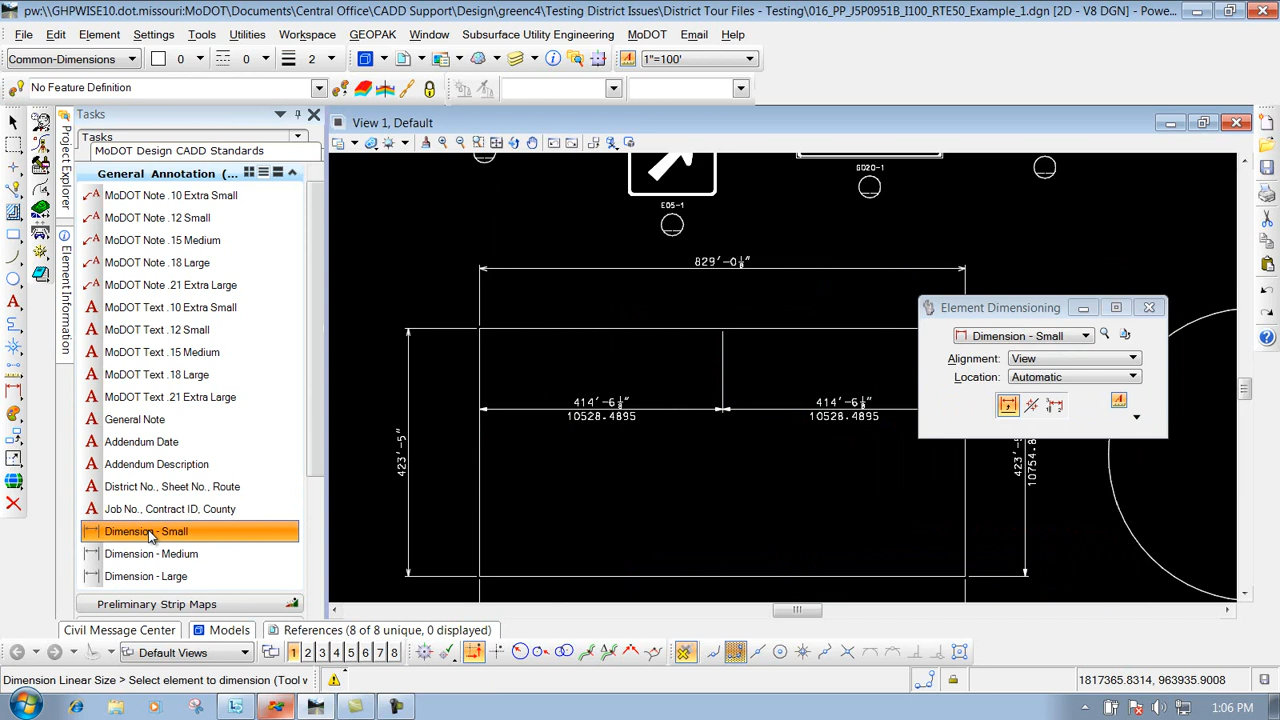 pw:\\GHPWISE10.dot.missouri:MoDOT\Documents\Central Office\CADD Support\Design\greenc4\Testing District Issues\District Tour Files - Testing\016_PP_J5P0951B_I100_RTE50_Example_1.dgn [2D - V8 DGN] - Powe...
File Edit Element Settings Tools Utilities Workspace GEOPAK Window Subsurface Utility Engineering MoDOT Email Help
Common-Dimensions 0 0 2 1"=100'
No Feature Definition
Tasks
Tasks
MoDOT Design CADD Standards
General Annotation (...
MoDOT Note .10 Extra Small
MoDOT Note .12 Small
MoDOT Note .15 Medium
MoDOT Note .18 Large
MoDOT Note .21 Extra Large
MoDOT Text .10 Extra Small
MoDOT Text .12 Small
MoDOT Text .15 Medium
MoDOT Text .18 Large
MoDOT Text .21 Extra Large
General Note
Addendum Date
Addendum Description
District No., Sheet No., Route
Job No., Contract ID, County
Dimension - Small
Dimension - Medium
Dimension - Large
Preliminary Strip Maps
Project Explorer
Element Information
View 1, Default
E05-1
GO20-1
829'-0⅛"
414'-6⅛"
10528.4895
414'-6⅛"
10528.4895
423'-5"
423'-5
10754.8
Element Dimensioning
Dimension - Small
Alignment: View
Location: Automatic
Civil Message Center Models References (8 of 8 unique, 0 displayed)
Default Views 1 2 3 4 5 6 7 8
Dimension Linear Size > Select element to dimension (Tool w
1817365.8314, 963935.9008
1:06 PM